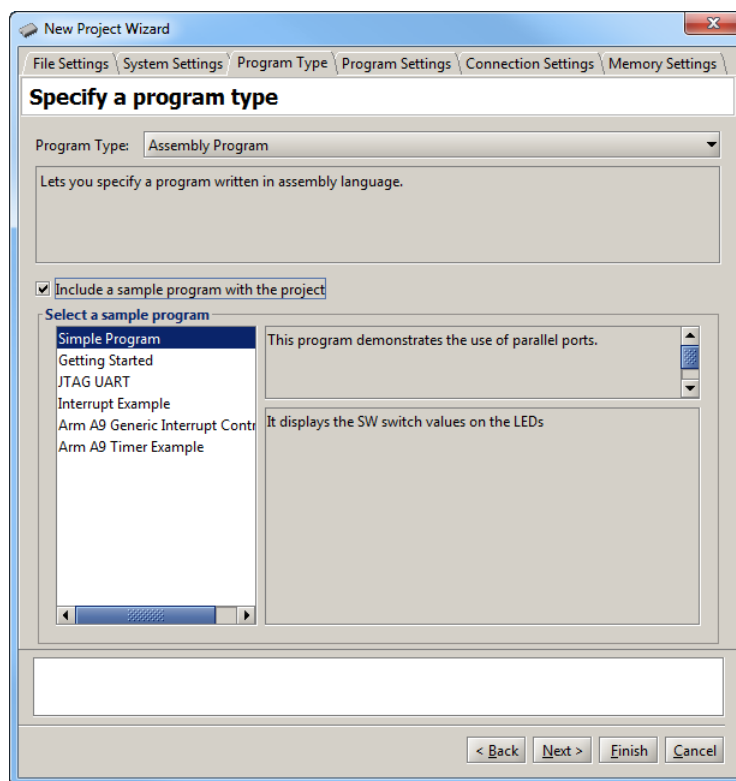 New Project Wizard
File Settings System Settings Program Type Program Settings Connection Settings Memory Settings
Specify a program type
Program Type: Assembly Program
Lets you specify a program written in assembly language.
Include a sample program with the project
Select a sample program
Simple Program
Getting Started
JTAG UART
Interrupt Example
Arm A9 Generic Interrupt Contr
Arm A9 Timer Example
This program demonstrates the use of parallel ports.
It displays the SW switch values on the LEDs
< Back Next > Finish Cancel